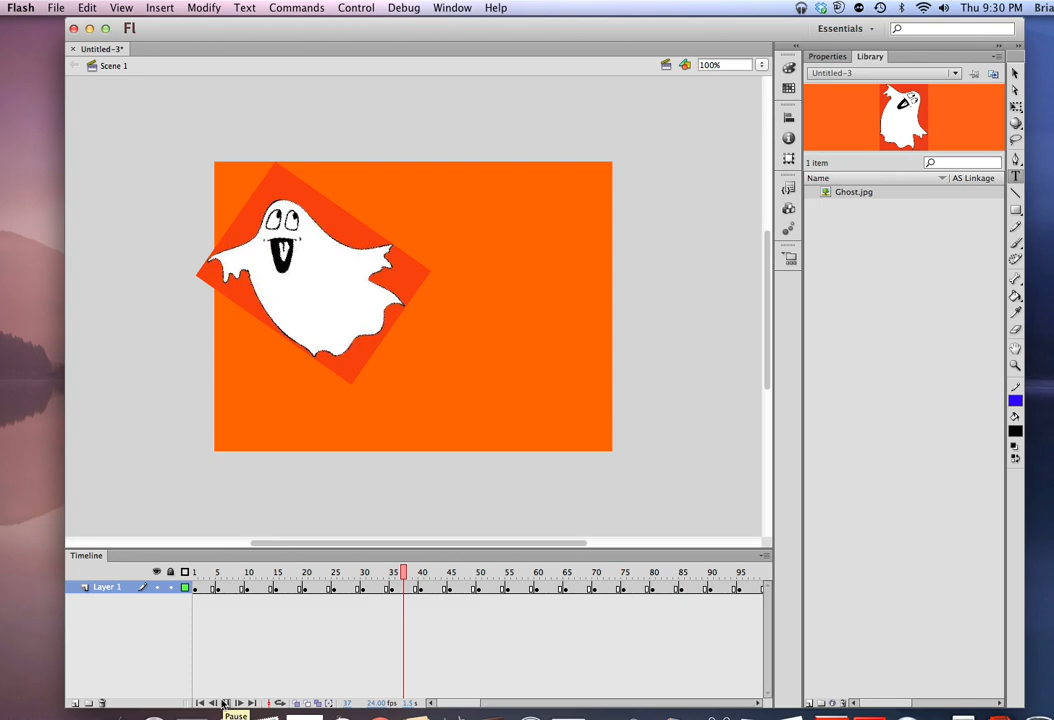 Flash File Edit View Insert Modify Text Commands Control Debug Window Help Thu 9:30 PM Bria
Fl Essentials
× Untitled-3*
Scene 1 100%
Properties Library
Untitled-3
1 item
Name AS Linkage
Ghost.jpg
Timeline
1 5 10 15 20 25 30 35 40 45 50 55 60 65 70 75 80 85 90 95
Layer 1
37 24.00 fps 1.5 s
Pause